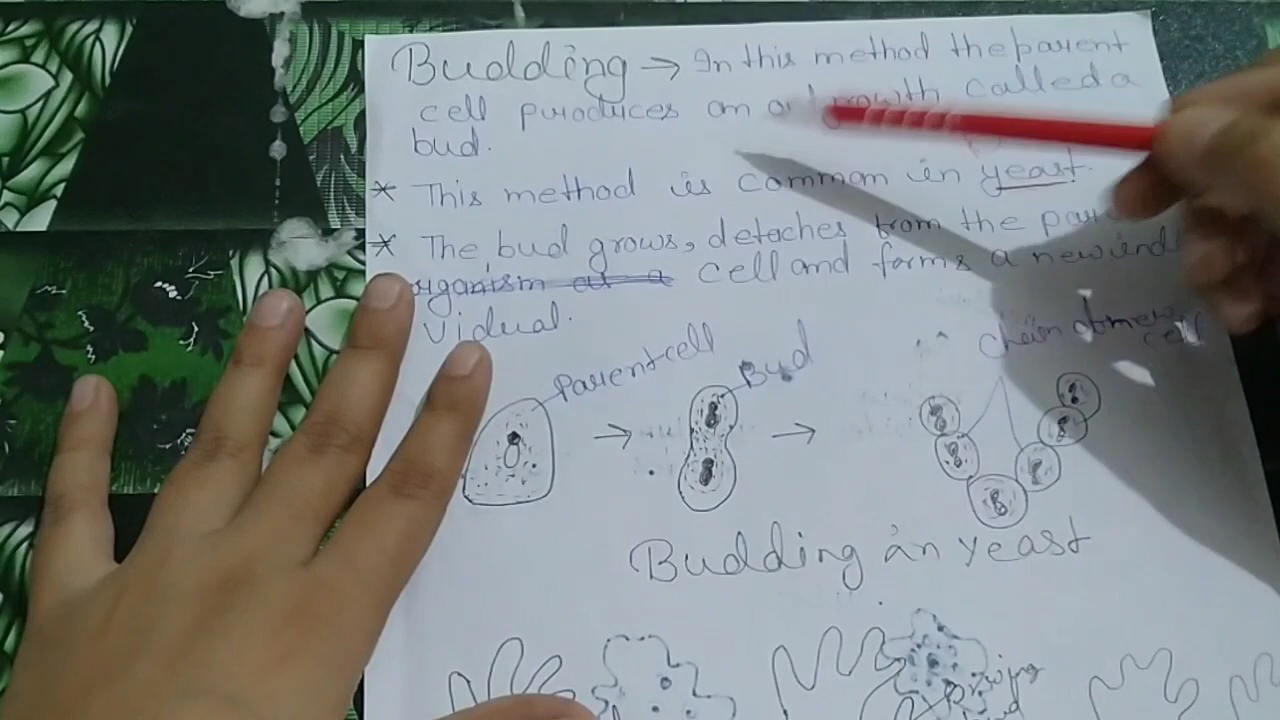 Budding → In this method the parent
cell produces an outgrowth called a
bud.
* This method is common in yeast.
* The bud grows, detaches from the
organism at a cell and forms a new indi
vidual.
Parent cell
Bud
chain of new
cell
Budding in yeast